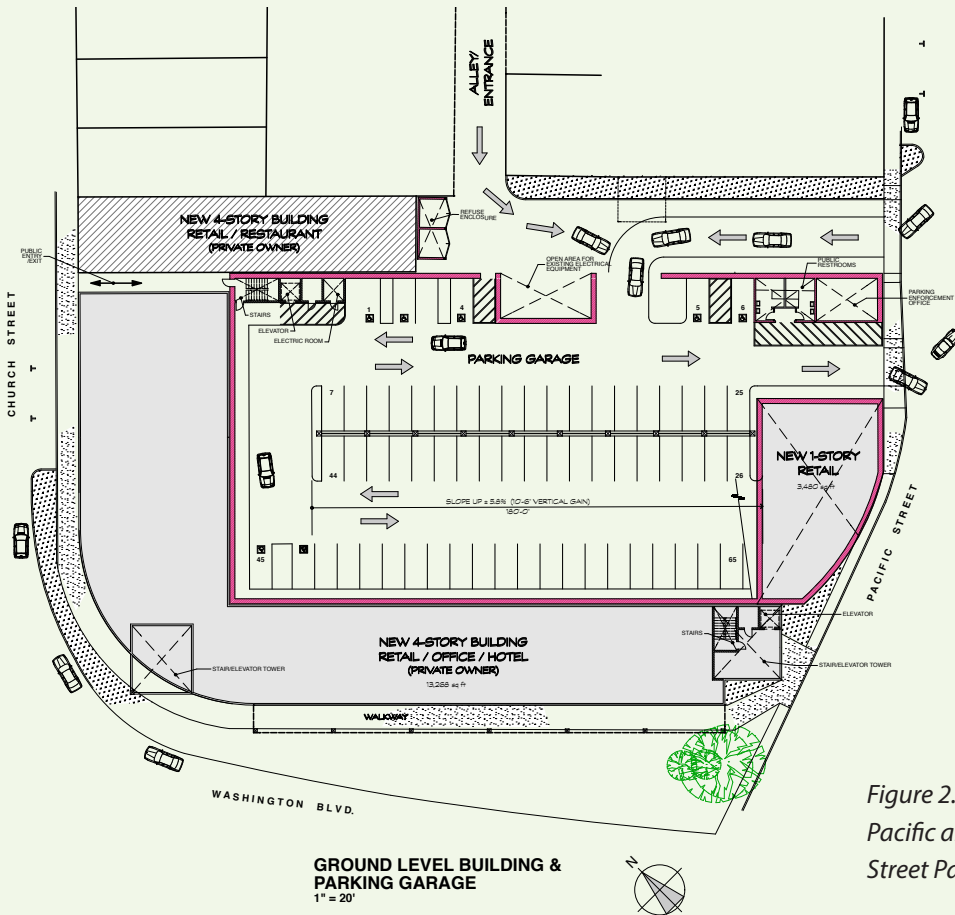 ALLEY/
ENTRANCE
NEW 4-STORY BUILDING
RETAIL / RESTAURANT
(PRIVATE OWNER)
REFUSE
ENCLOSURE
PUBLIC
ENTRY
/EXIT
OPEN AREA FOR
EXISTING ELECTRICAL
EQUIPMENT
PUBLIC
RESTROOMS
PARKING
ENFORCEMENT
OFFICE
STAIRS
ELEVATOR
ELECTRIC ROOM
1
4
5
6
PARKING GARAGE
CHURCH STREET
7
25
44
26
NEW 1-STORY
RETAIL
3,480 sq ft
SLOPE UP = 5.8% (10'-6" VERTICAL GAIN)
180'-0"
45
65
PACIFIC STREET
NEW 4-STORY BUILDING
RETAIL / OFFICE / HOTEL
(PRIVATE OWNER)
13,288 sq ft
STAIRS
ELEVATOR
STAIR/ELEVATOR TOWER
STAIR/ELEVATOR TOWER
WALKWAY
WASHINGTON BLVD.
GROUND LEVEL BUILDING &
PARKING GARAGE
1" = 20'
N
Figure 2.
Pacific a
Street Pa